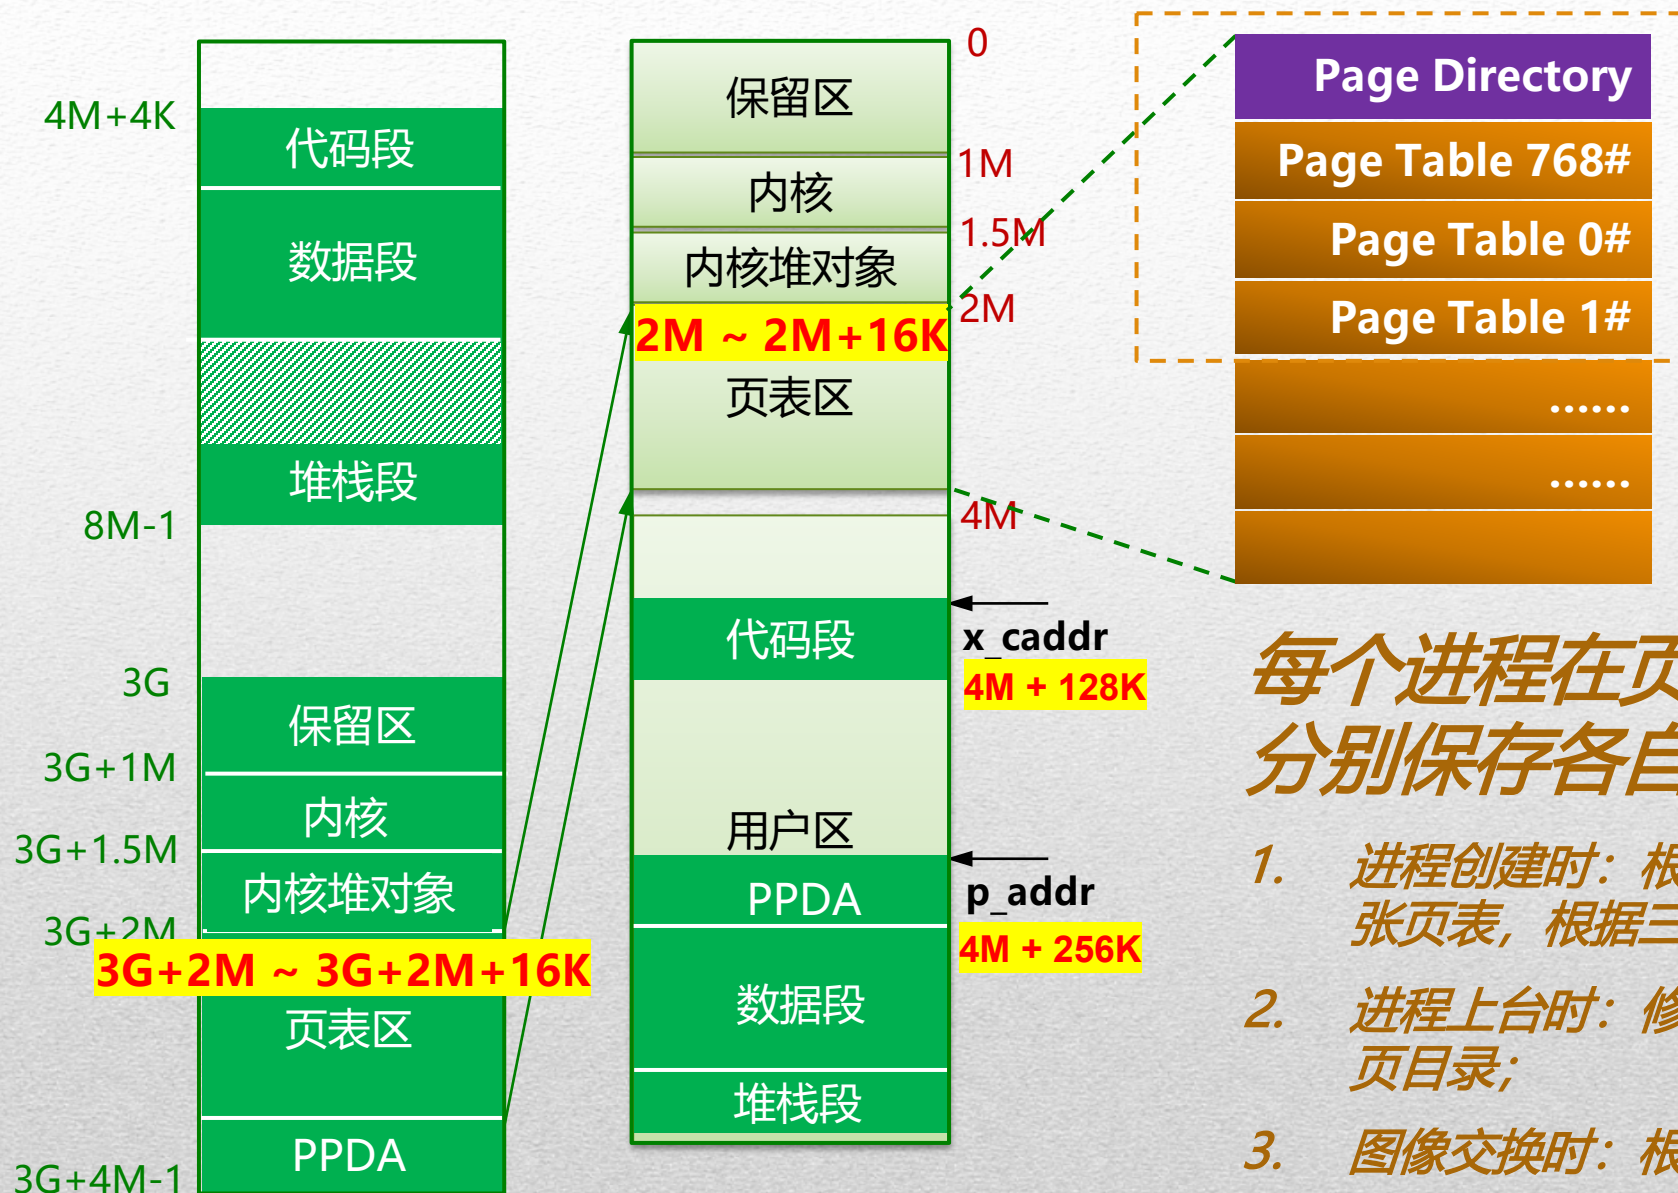 4M+4K
代码段
数据段
堆栈段
8M-1
3G
保留区
3G+1M
内核
3G+1.5M
内核堆对象
3G+2M
3G+2M ~ 3G+2M+16K
页表区
PPDA
3G+4M-1
0
保留区
1M
内核
1.5M
内核堆对象
2M
2M ~ 2M+16K
页表区
4M
代码段
x_caddr
4M + 128K
用户区
p_addr
PPDA
4M + 256K
数据段
堆栈段
Page Directory
Page Table 768#
Page Table 0#
Page Table 1#
......
......
每个进程在页
分别保存各自
1. 进程创建时：根
张页表，根据三
2. 进程上台时：修
页目录；
3. 图像交换时：根